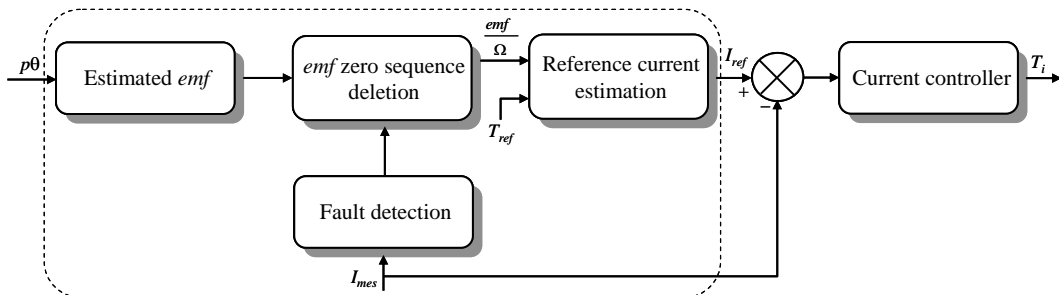 pθ
Estimated emf
emf zero sequence
deletion
emf
Ω
Reference current
estimation
T_ref
I_ref
+
−
Current controller
T_i
Fault detection
I_mes